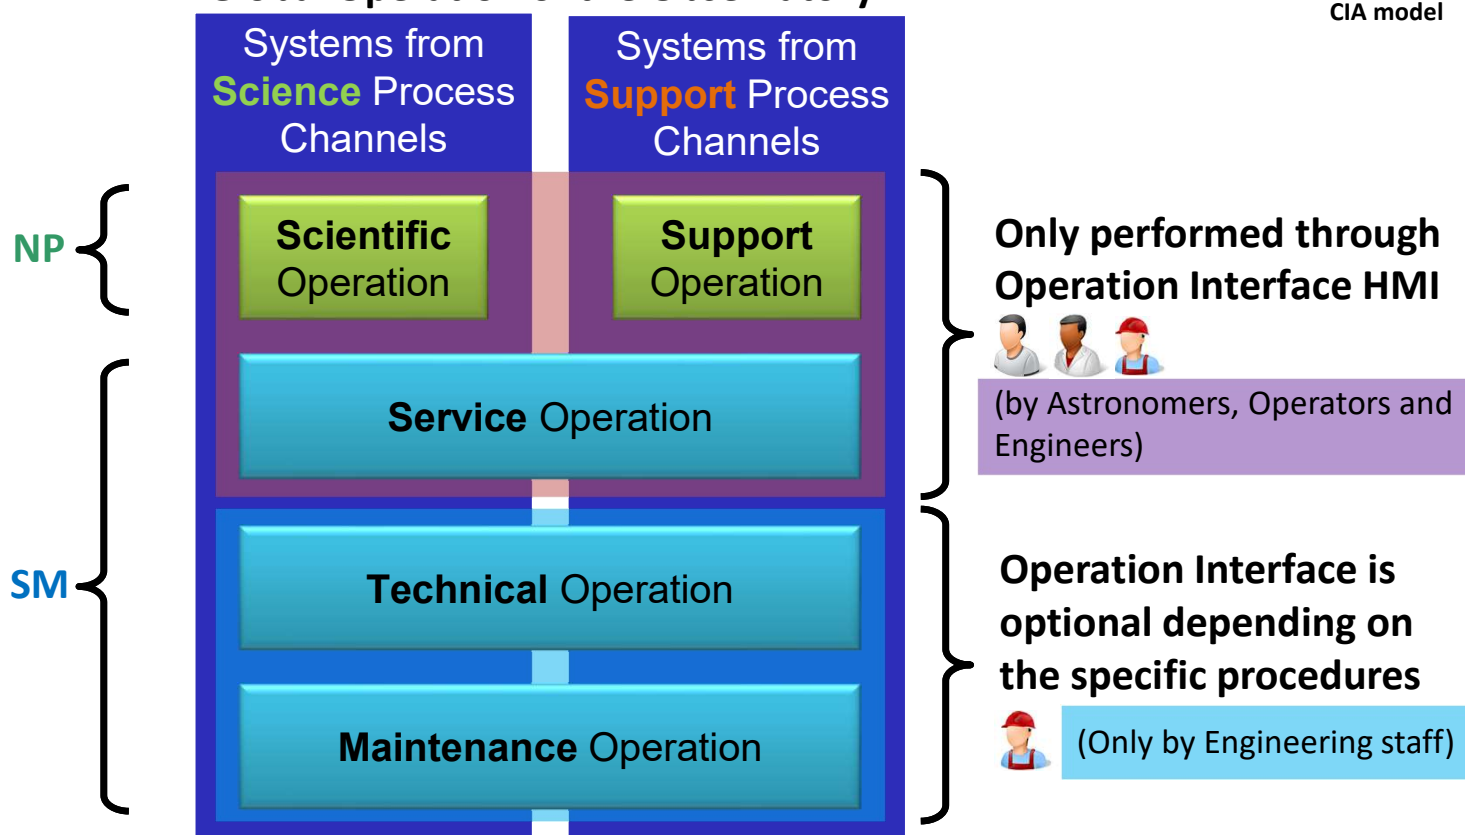 CIA model
Systems from
Science Process
Channels
Systems from
Support Process
Channels
NP
Scientific
Operation
Support
Operation
Service Operation
SM
Technical Operation
Maintenance Operation
Only performed through
Operation Interface HMI
(by Astronomers, Operators and
Engineers)
Operation Interface is
optional depending on
the specific procedures
(Only by Engineering staff)